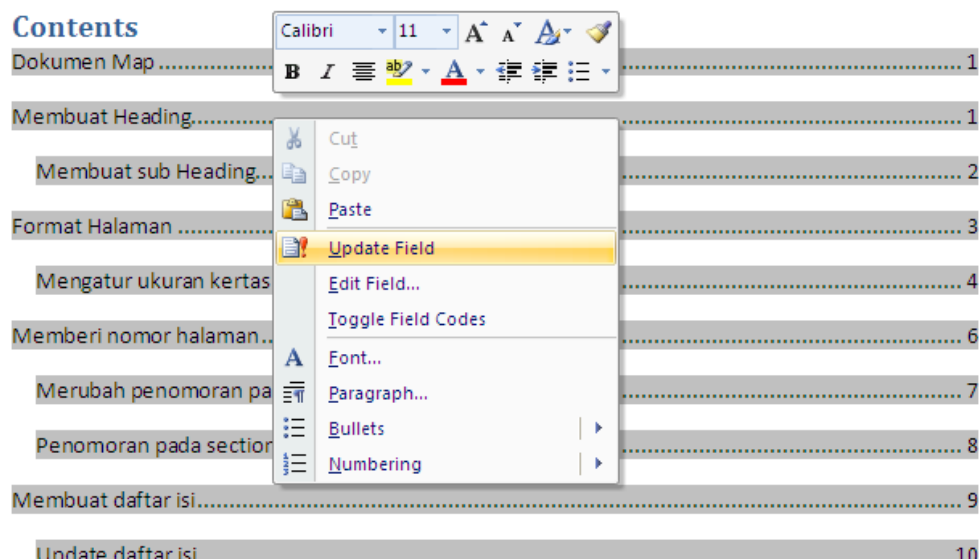 Contents
Calibri 11 A A A
B I ab A
Dokumen Map 1
Membuat Heading 1
Cut
Membuat sub Heading 2
Copy
Paste
Format Halaman 3
Update Field
Mengatur ukuran kertas 4
Edit Field...
Toggle Field Codes
Memberi nomor halaman 6
A Font...
Merubah penomoran pa 7
Paragraph...
Bullets
Penomoran pada section 8
Numbering
Membuat daftar isi 9
Update daftar isi 10